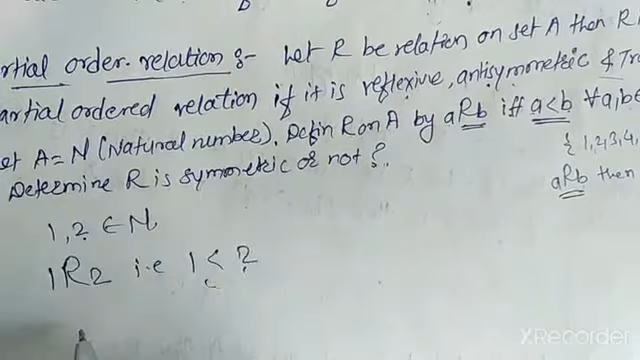 rtial order relation :- Let R be relation on set A then R
artial ordered relation if it is reflexive, antisymmetric & Tra
et A = N (Natural number). Defin R on A by aRb iff a<b ∀a,b∈
{ 1,2,3,4,
Determine R is symmetric or not ?.
aRb then
1,2 ∈ N
1R2 i.e 1 < 2
XRecorder